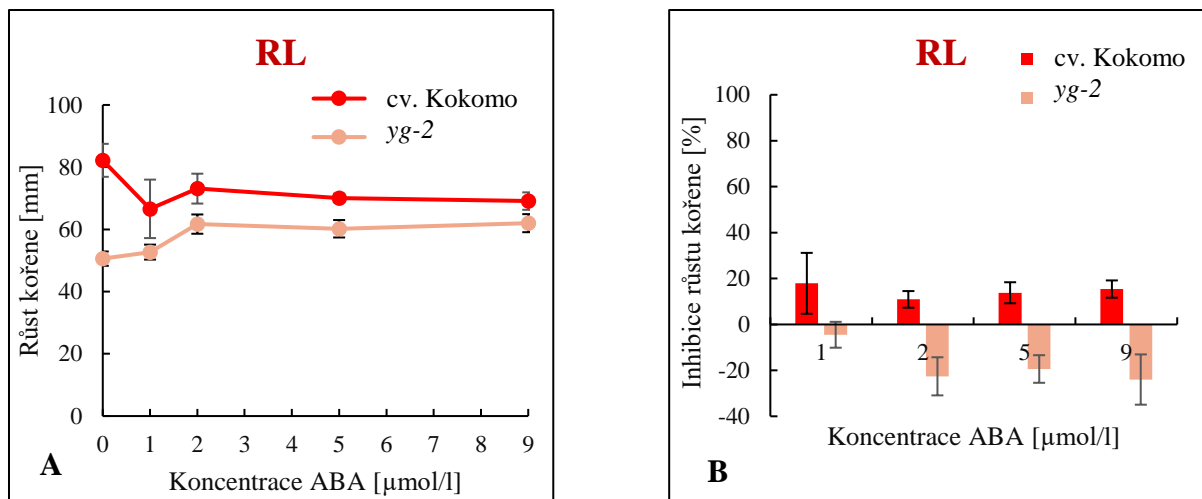 RL
cv. Kokomo
yg-2
Růst kořene [mm]
100
80
60
40
20
0
0 1 2 3 4 5 6 7 8 9
Koncentrace ABA [µmol/l]
A
RL
cv. Kokomo
yg-2
Inhibice růstu kořene [%]
100
80
60
40
20
0
-20
-40
1 2 5 9
Koncentrace ABA [µmol/l]
B